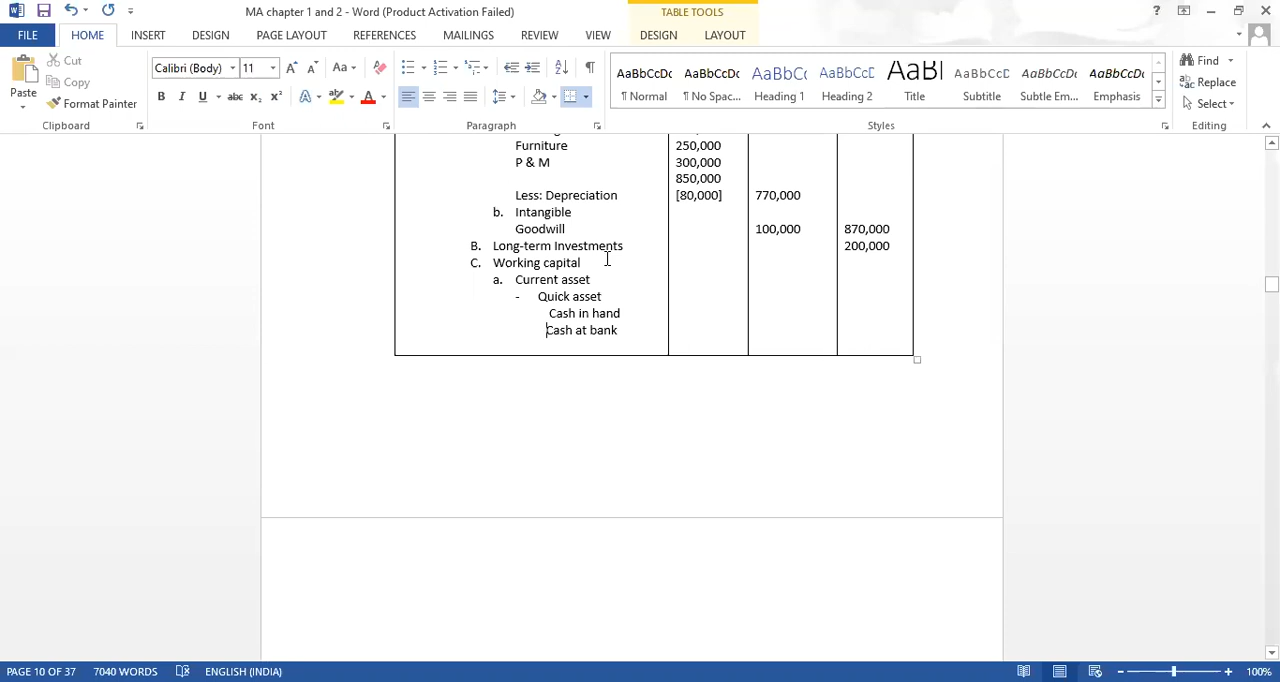 MA chapter 1 and 2 - Word (Product Activation Failed)
TABLE TOOLS
FILE HOME INSERT DESIGN PAGE LAYOUT REFERENCES MAILINGS REVIEW VIEW DESIGN LAYOUT
Paste
Cut
Copy
Format Painter
Clipboard
Calibri (Body) 11
Font
Paragraph
AaBbCcDc AaBbCcDc AaBbCc AaBbCcC AaBl AaBbCcD AaBbCcDc AaBbCcDc
¶ Normal ¶ No Spac... Heading 1 Heading 2 Title Subtitle Subtle Em... Emphasis
Styles
Find
Replace
Select
Editing
Furniture 250,000
P & M 300,000
850,000
Less: Depreciation [80,000] 770,000
b. Intangible
Goodwill 100,000 870,000
B. Long-term Investments 200,000
C. Working capital
a. Current asset
- Quick asset
Cash in hand
Cash at bank
PAGE 10 OF 37 7040 WORDS ENGLISH (INDIA) 100%